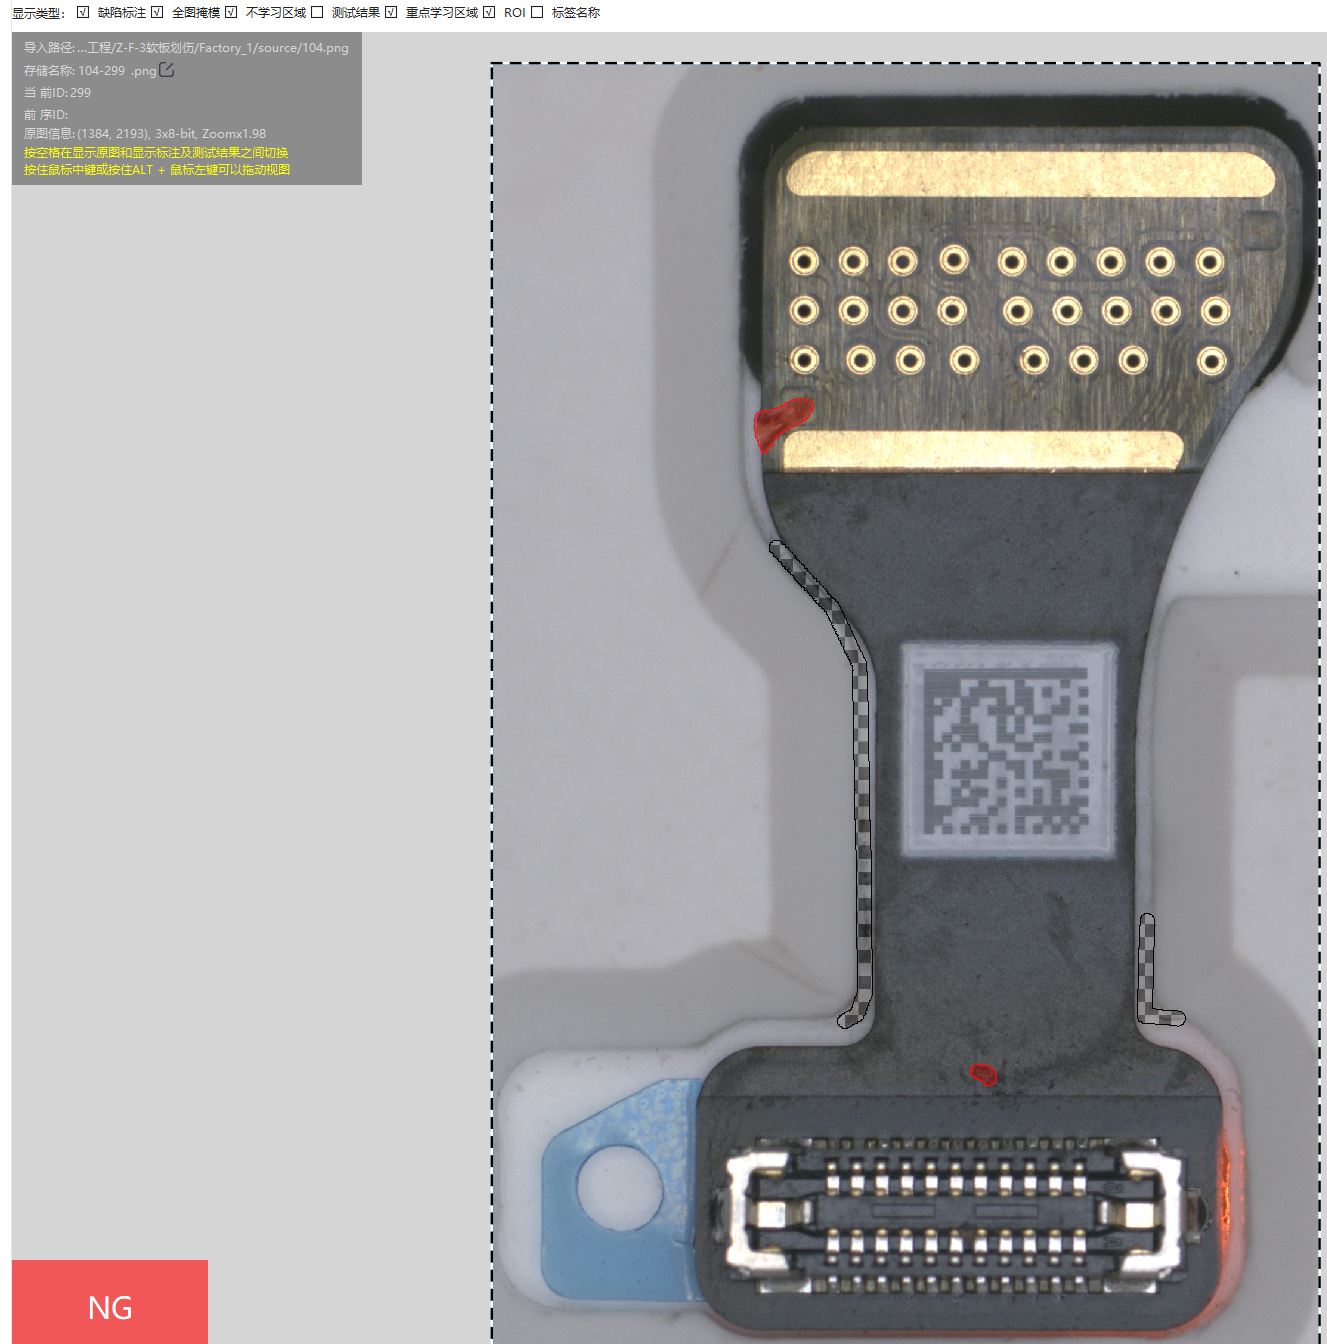 显示类型： 缺陷标注 全图掩模 不学习区域 测试结果 重点学习区域 ROI 标签名称
导入路径: ...工程/Z-F-3软板划伤/Factory_1/source/104.png
存储名称: 104-299 .png
当 前ID: 299
前 序ID:
原图信息: (1384, 2193), 3x8-bit, Zoomx1.98
按空格在显示原图和显示标注及测试结果之间切换
按住鼠标中键或按住ALT + 鼠标左键可以拖动视图
NG